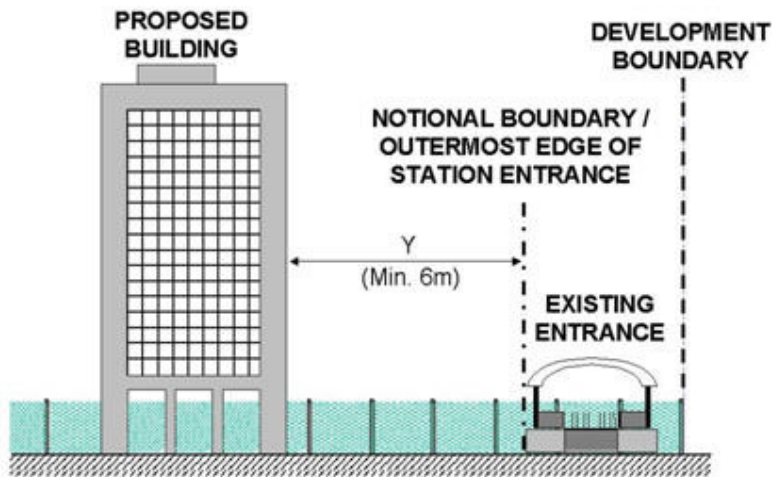 PROPOSED
BUILDING
DEVELOPMENT
BOUNDARY
NOTIONAL BOUNDARY /
OUTERMOST EDGE OF
STATION ENTRANCE
Y
(Min. 6m)
EXISTING
ENTRANCE